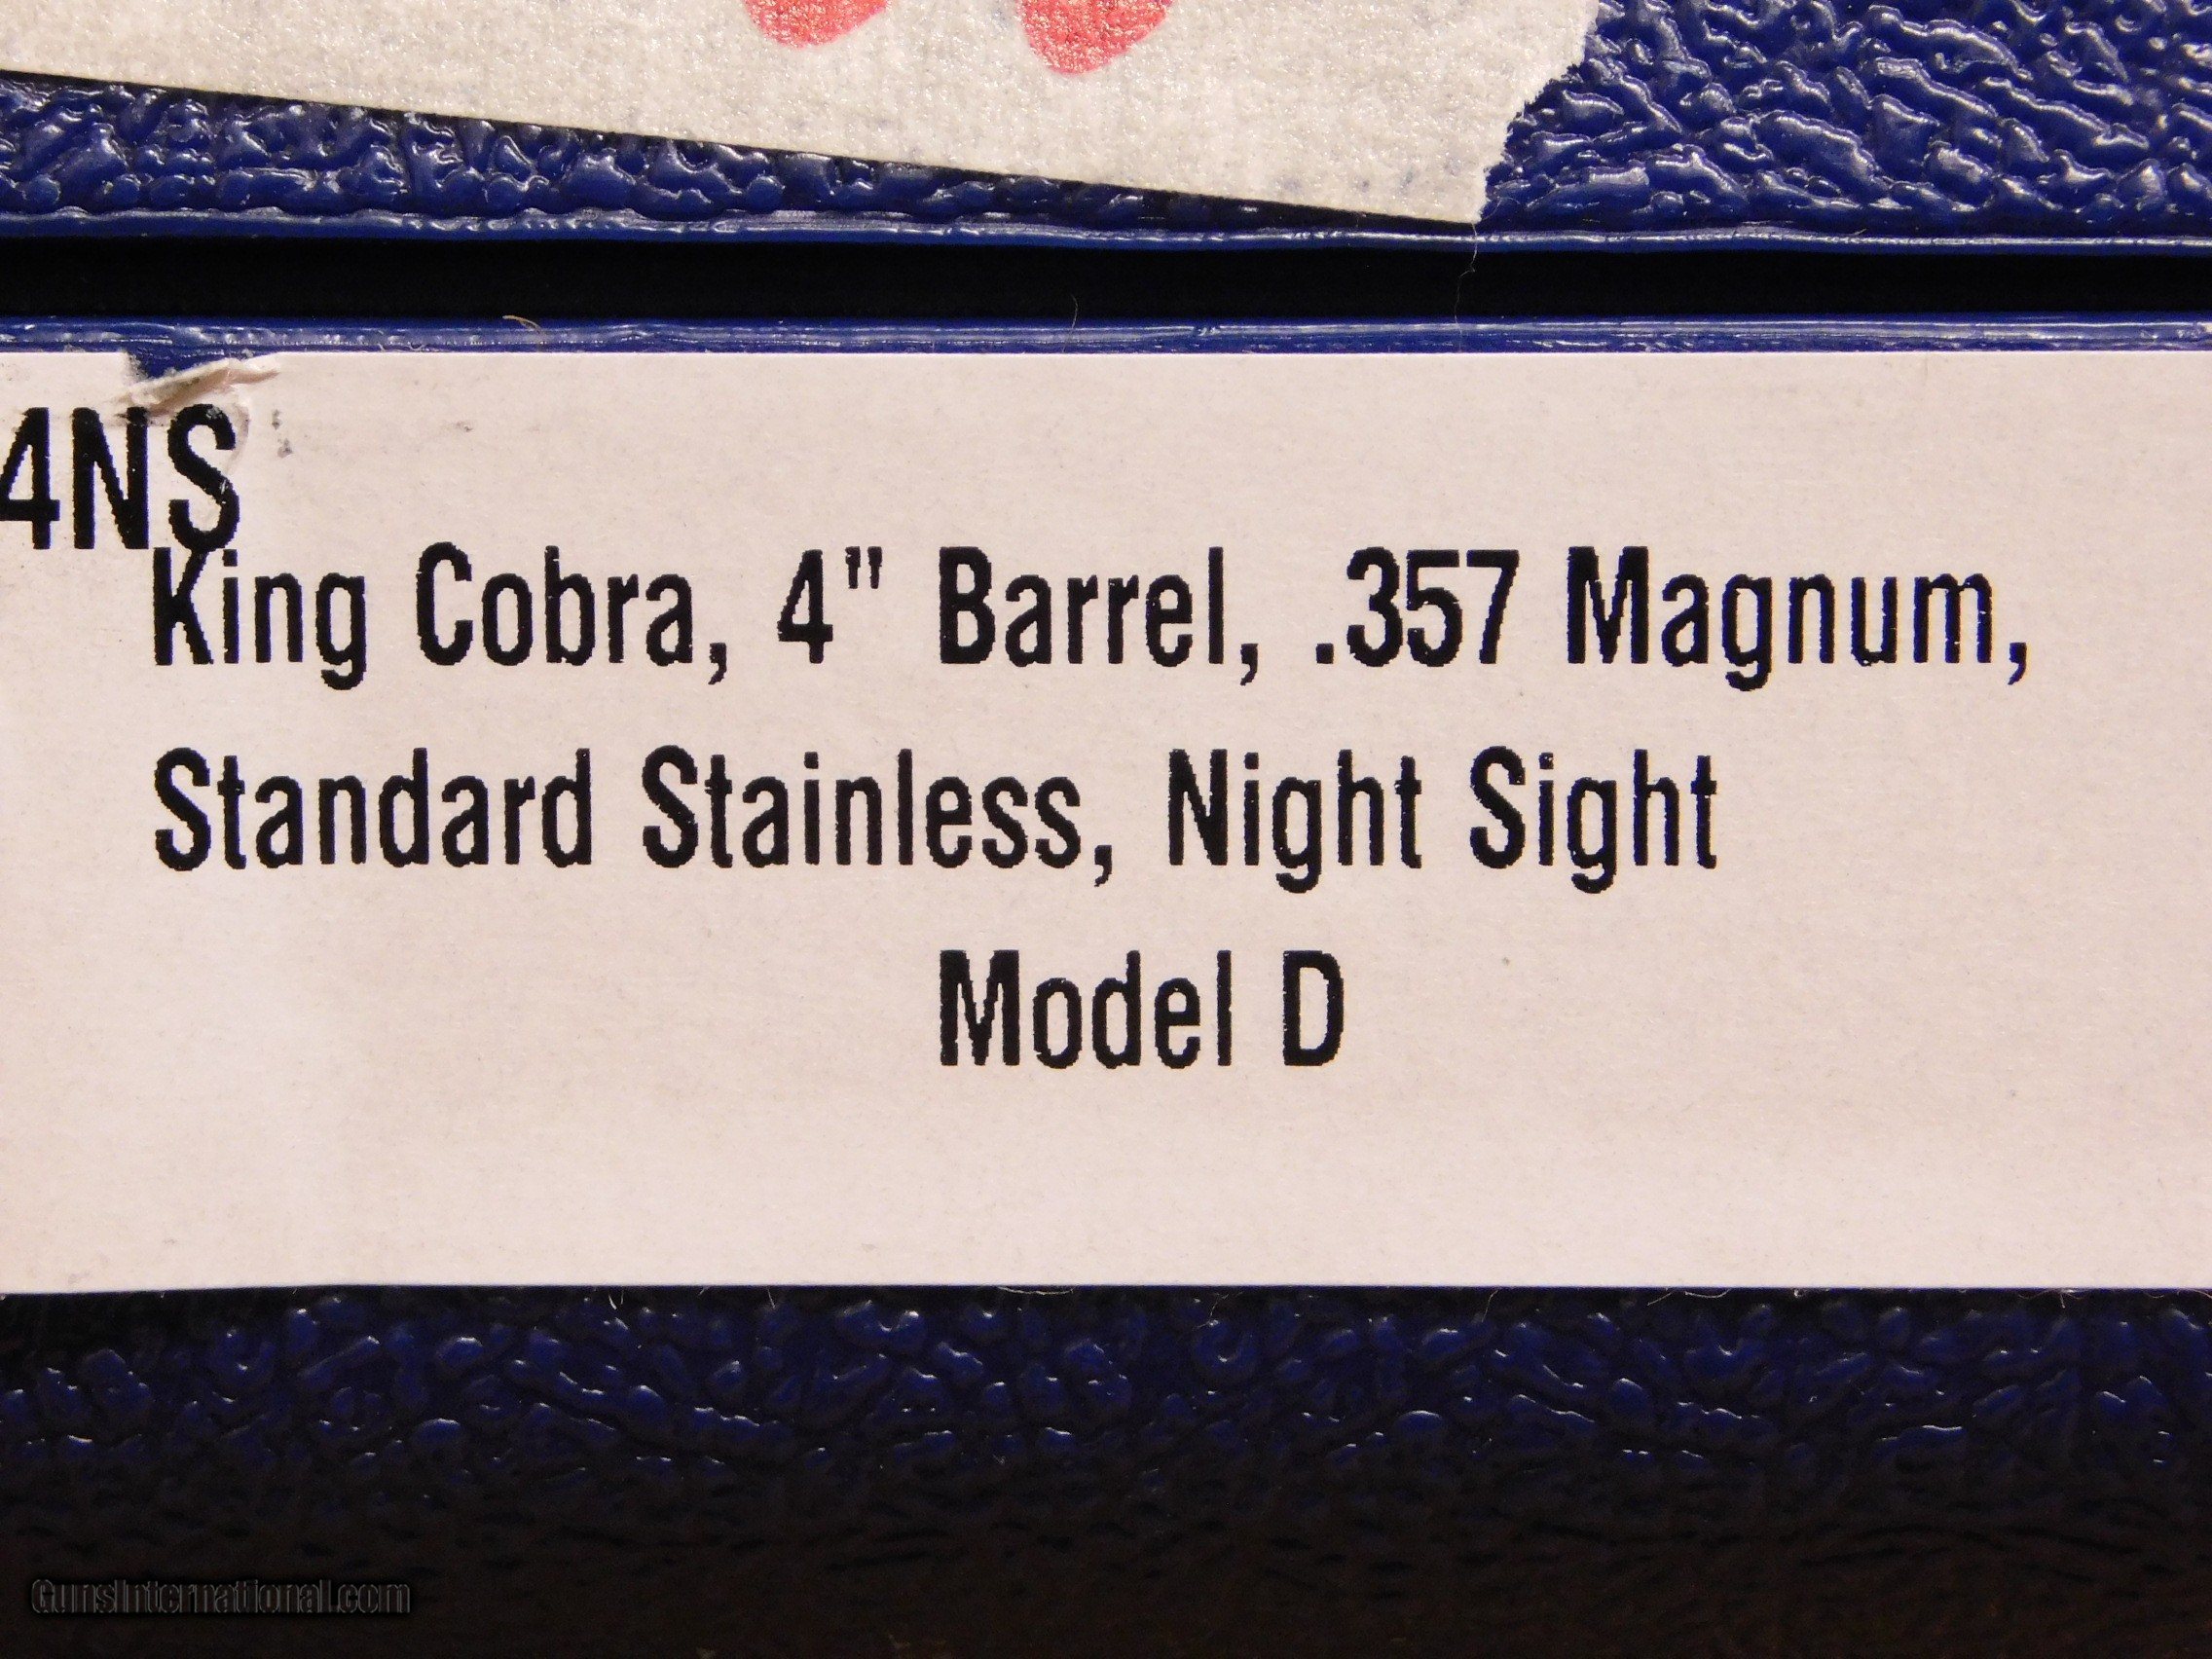 4NS
King Cobra, 4" Barrel, .357 Magnum,
Standard Stainless, Night Sight
Model D
GunsInternational.com